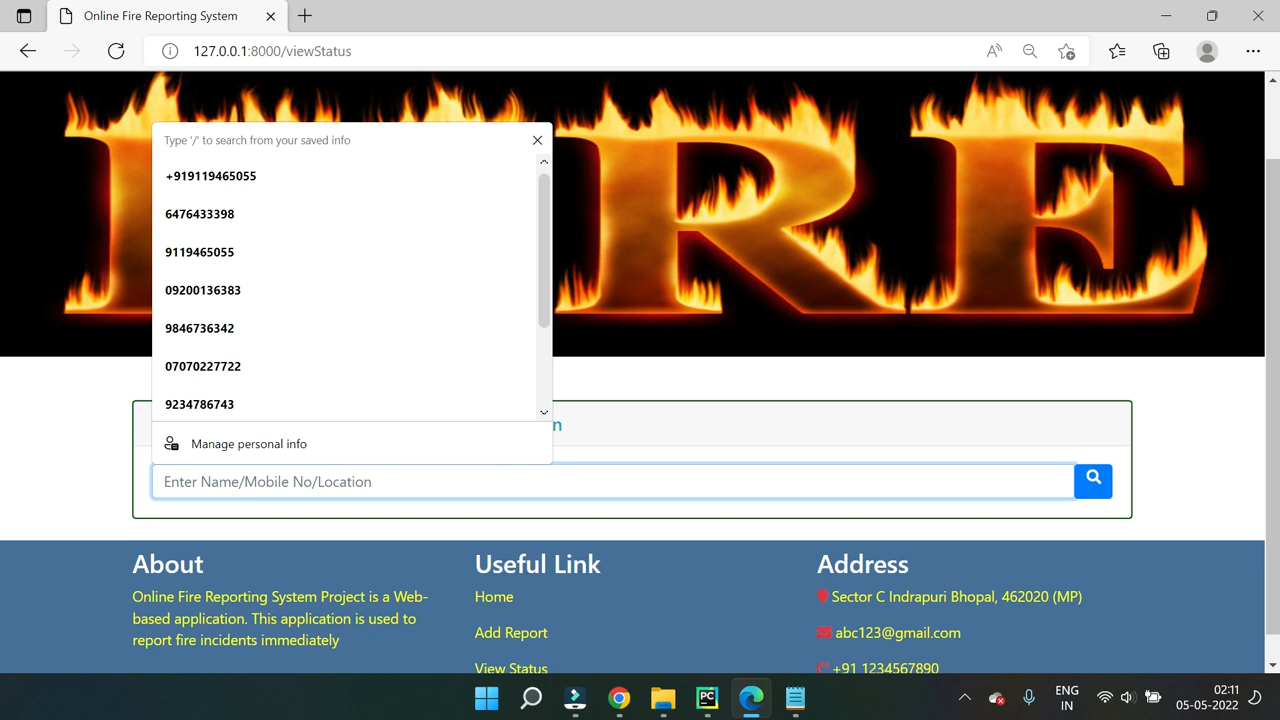 Online Fire Reporting System
127.0.0.1:8000/viewStatus
FIRE
Type '/' to search from your saved info
+919119465055
6476433398
9119465055
09200136383
9846736342
07070227722
9234786743
Manage personal info
n
Enter Name/Mobile No/Location
About
Online Fire Reporting System Project is a Web-
based application. This application is used to
report fire incidents immediately
Useful Link
Home
Add Report
View Status
Address
Sector C Indrapuri Bhopal, 462020 (MP)
abc123@gmail.com
+91 1234567890
PC
ENG
IN
02:11
05-05-2022